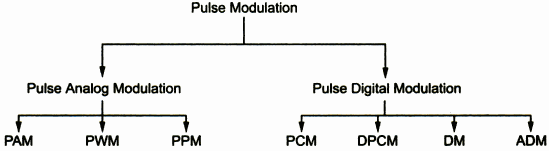 Pulse Modulation
Pulse Analog Modulation Pulse Digital Modulation
PAM PWM PPM PCM DPCM DM ADM